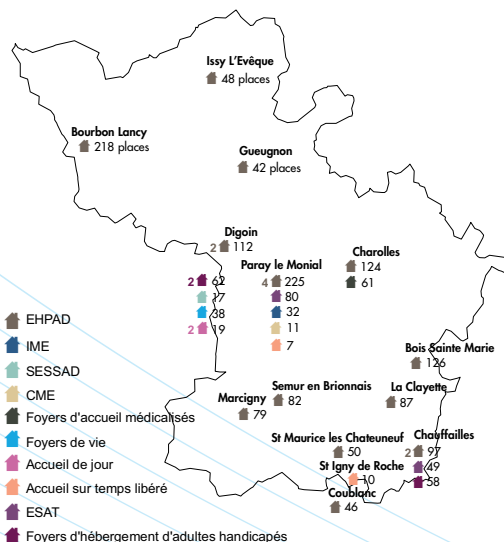 Issy L'Evêque
48 places
Bourbon Lancy
218 places
Gueugnon
42 places
Digoin
2 112
2 62
17
38
2 19
Paray le Monial
4 225
80
32
11
7
Charolles
124
61
Bois Sainte Marie
126
Semur en Brionnais
82
La Clayette
87
Marcigny
79
St Maurice les Chateuneuf
50
Chauffailles
2 97
49
58
St Igny de Roche
10
Coublanc
46
EHPAD
IME
SESSAD
CME
Foyers d'accueil médicalisés
Foyers de vie
Accueil de jour
Accueil sur temps libéré
ESAT
Foyers d'hébergement d'adultes handicapés